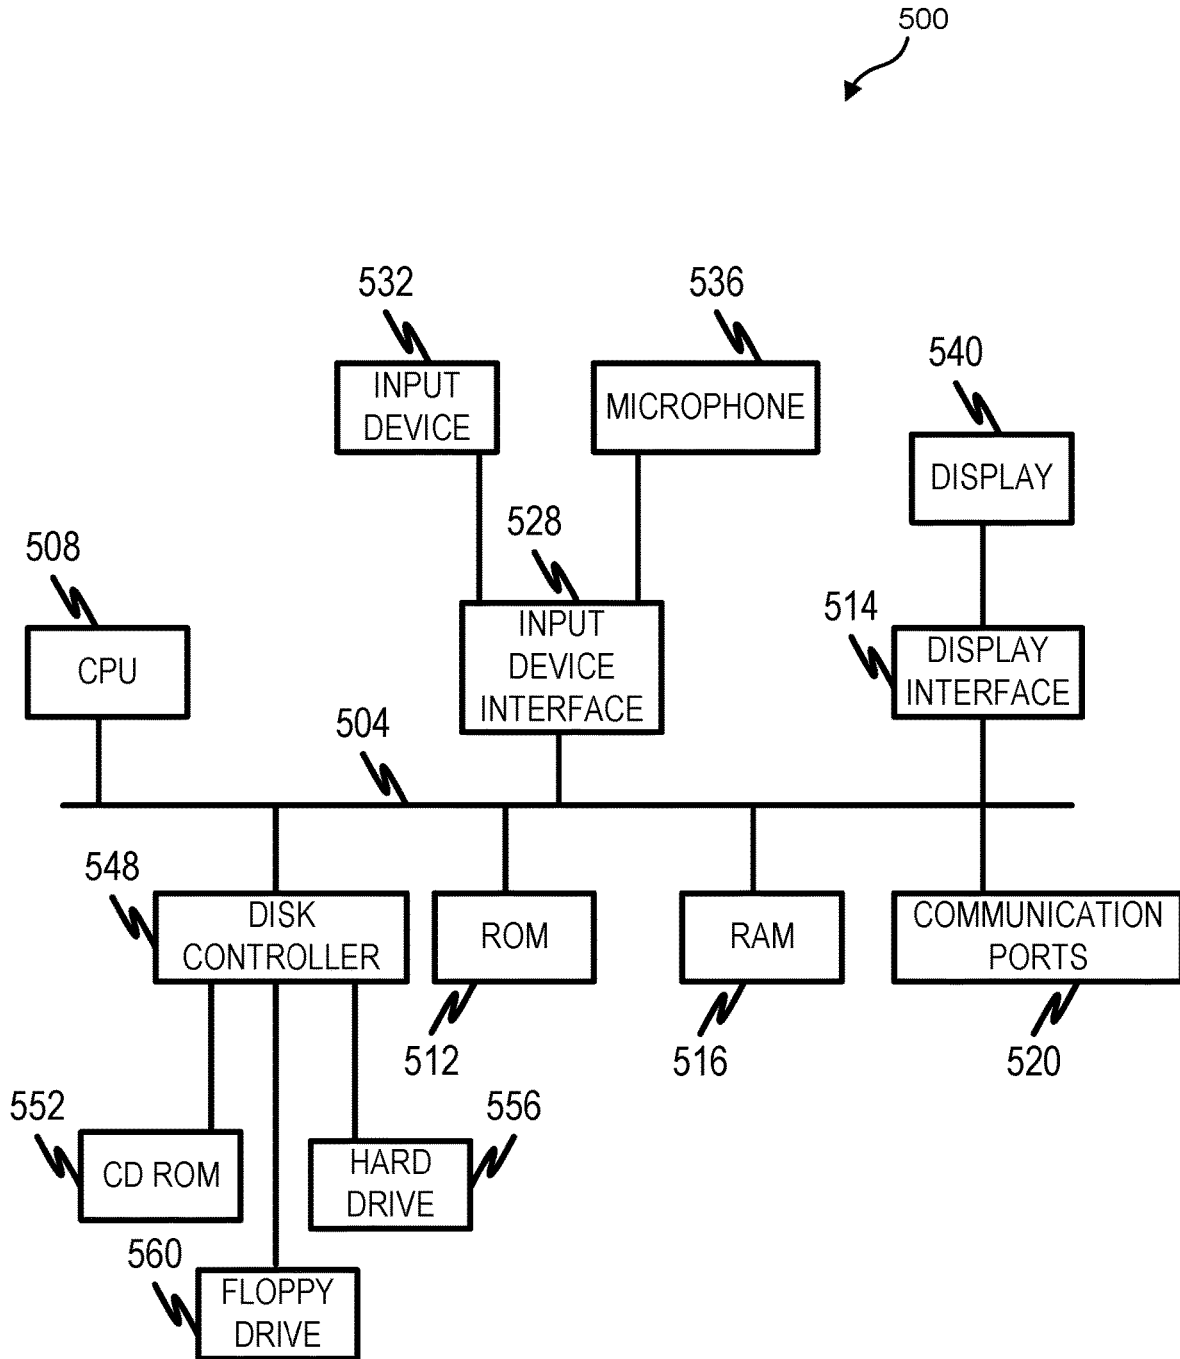 500
532
536
INPUT
DEVICE
MICROPHONE
540
DISPLAY
528
508
INPUT
DEVICE
INTERFACE
514
CPU
DISPLAY
INTERFACE
504
548
DISK
CONTROLLER
ROM
RAM
COMMUNICATION
PORTS
512
516
520
552
556
CD ROM
HARD
DRIVE
560
FLOPPY
DRIVE